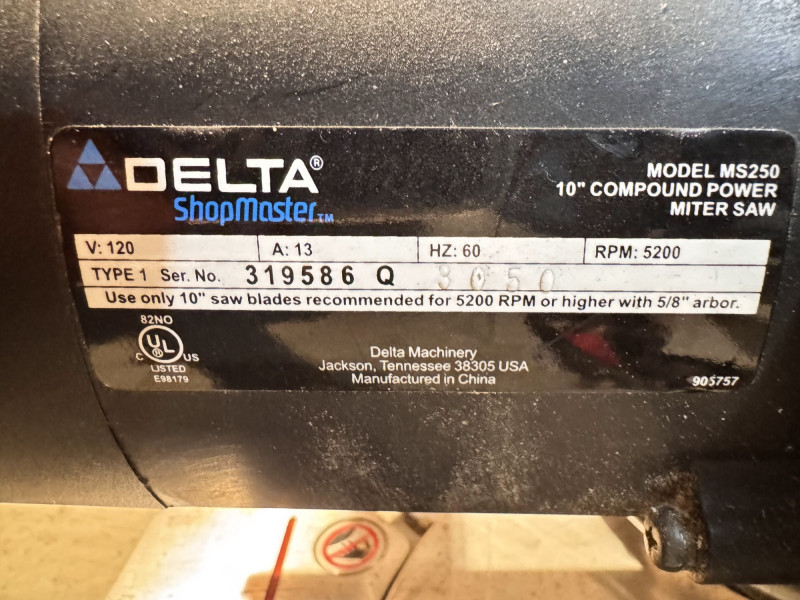 DELTA®
ShopMaster™
MODEL MS250
10" COMPOUND POWER
MITER SAW
V: 120 A: 13 HZ: 60 RPM: 5200
TYPE 1 Ser. No. 319586 Q 3050
Use only 10" saw blades recommended for 5200 RPM or higher with 5/8" arbor.
82NO
C UL® US
LISTED
E98179
Delta Machinery
Jackson, Tennessee 38305 USA
Manufactured in China
905757